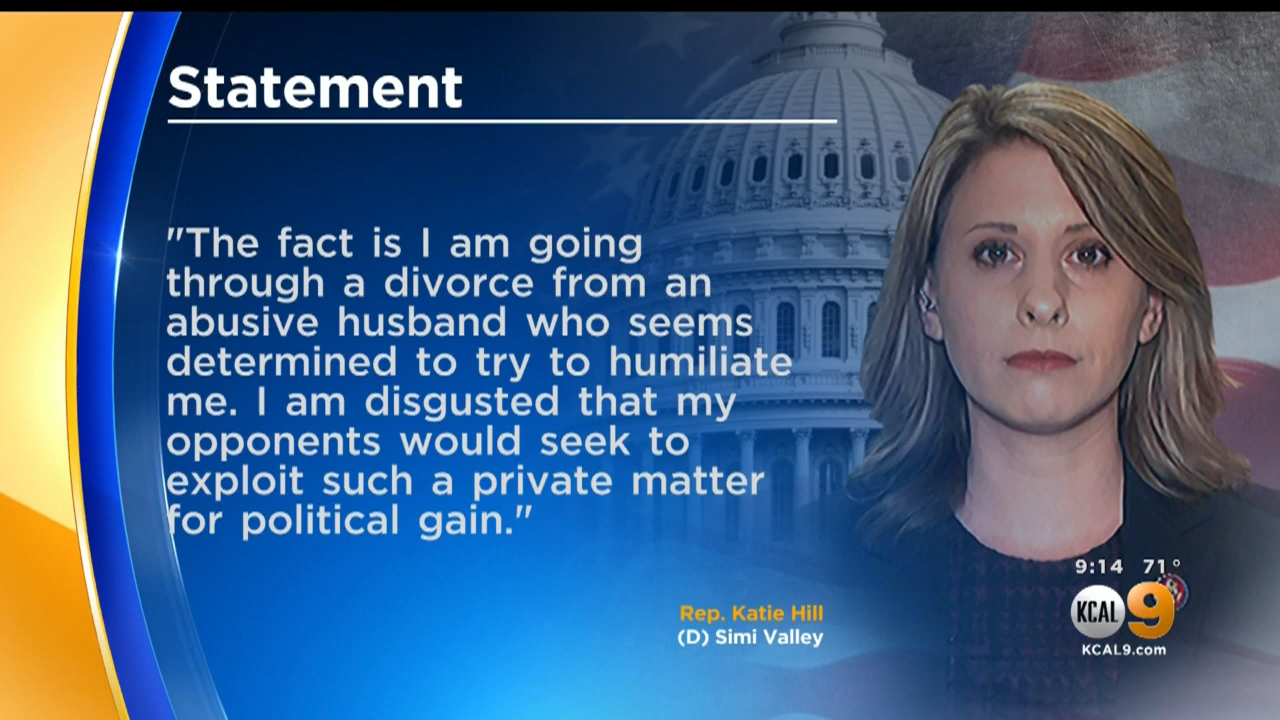 Statement
"The fact is I am going
through a divorce from an
abusive husband who seems
determined to try to humiliate
me. I am disgusted that my
opponents would seek to
exploit such a private matter
for political gain."
Rep. Katie Hill
(D) Simi Valley
9:14 71°
KCAL 9
KCAL9.com